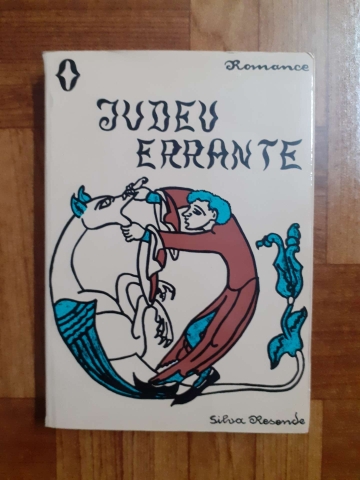 Romance
JUDEU
ERRANTE
Silva Resende